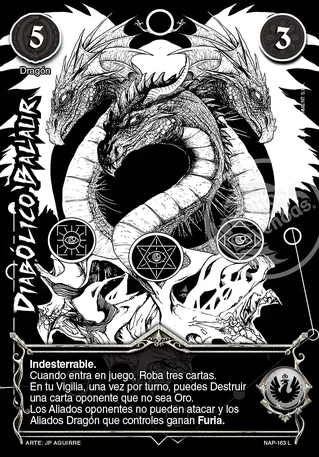 5
3
Dragón
DIABÓLICO BALAUR
Indesterrable.
Cuando entra en juego, Roba tres cartas.
En tu Vigilia, una vez por turno, puedes Destruir
una carta oponente que no sea Oro.
Los Aliados oponentes no pueden atacar y los
Aliados Dragón que controles ganan Furia.
ARTE: JP AGUIRRE
NAP-163 L